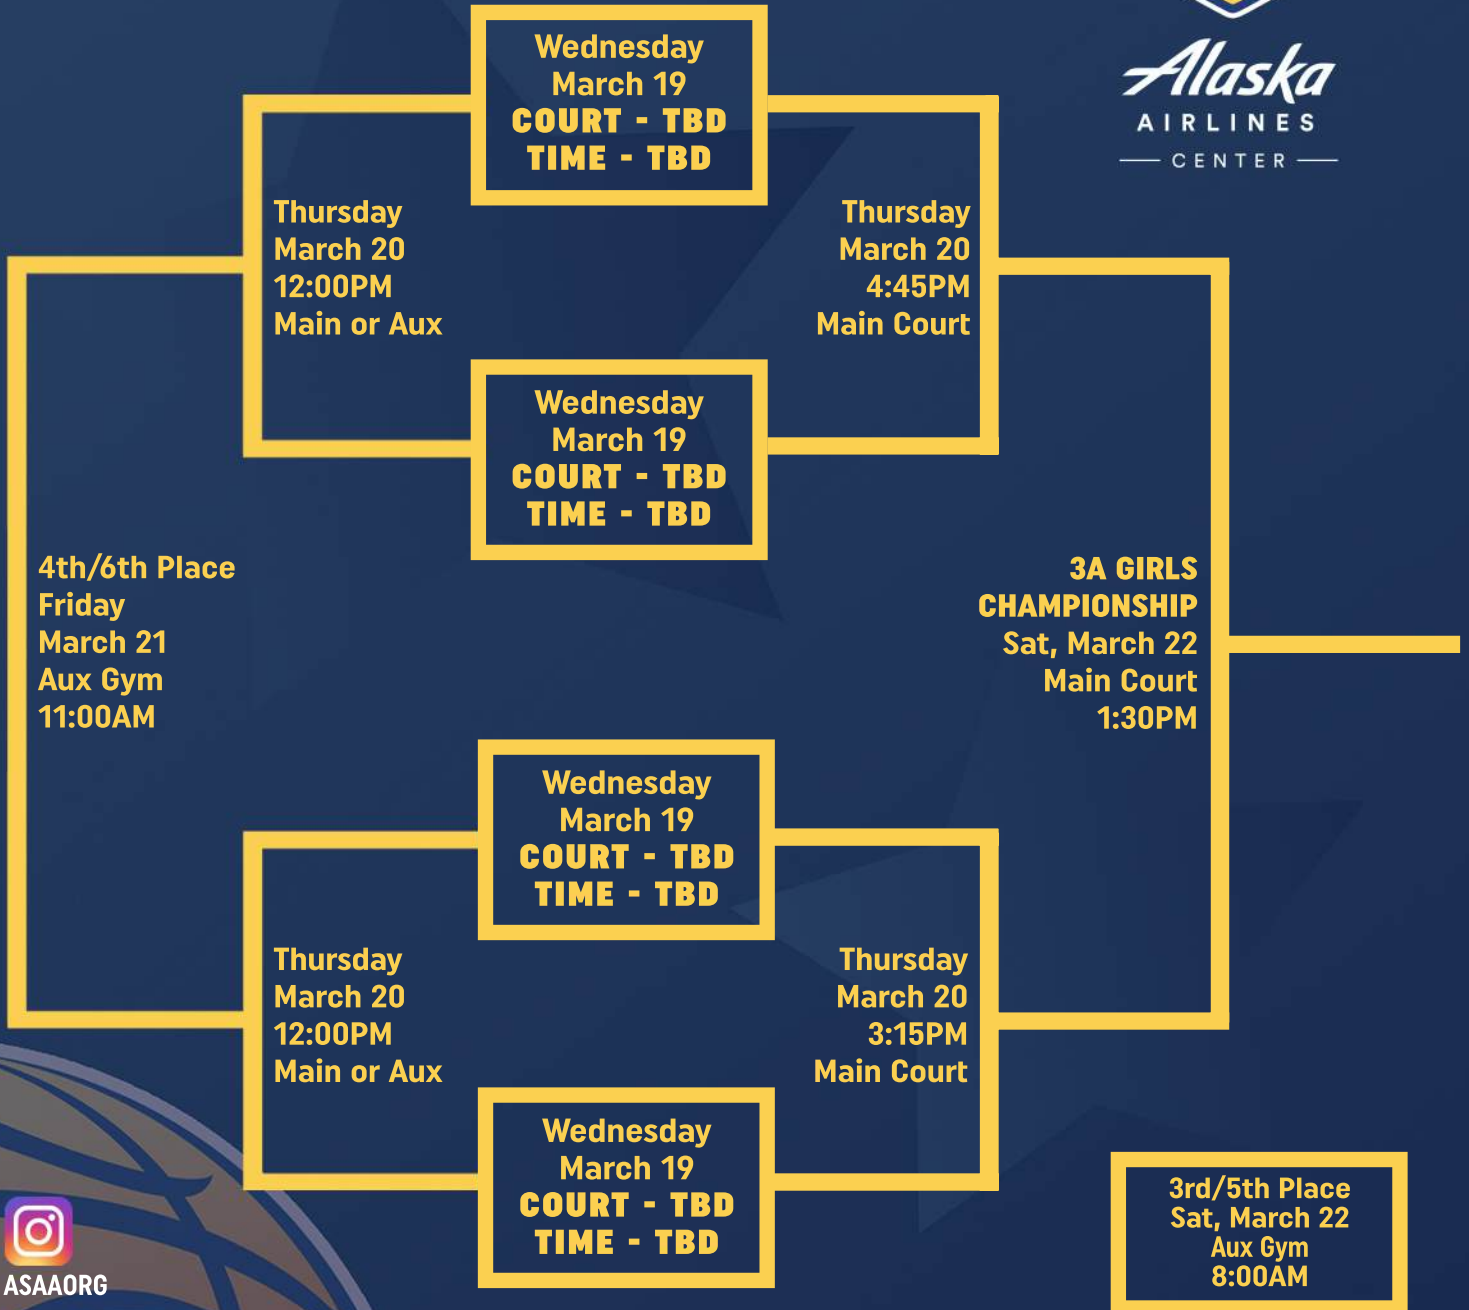 Alaska
AIRLINES
CENTER
Wednesday
March 19
COURT - TBD
TIME - TBD
Thursday
March 20
12:00PM
Main or Aux
Thursday
March 20
4:45PM
Main Court
Wednesday
March 19
COURT - TBD
TIME - TBD
4th/6th Place
Friday
March 21
Aux Gym
11:00AM
3A GIRLS
CHAMPIONSHIP
Sat, March 22
Main Court
1:30PM
Wednesday
March 19
COURT - TBD
TIME - TBD
Thursday
March 20
12:00PM
Main or Aux
Thursday
March 20
3:15PM
Main Court
Wednesday
March 19
COURT - TBD
TIME - TBD
3rd/5th Place
Sat, March 22
Aux Gym
8:00AM
ASAAORG